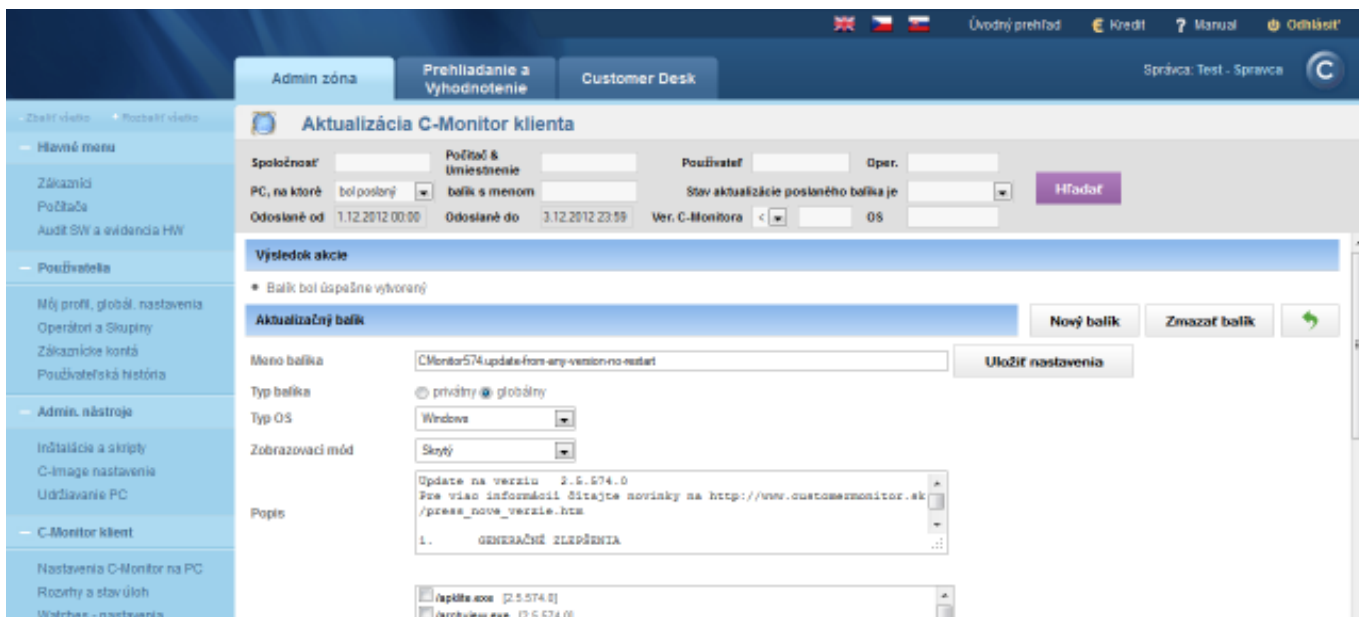 Úvodný prehľad € Kredit ? Manual Odhlásiť
Admin zóna Prehliadanie a Vyhodnotenie Customer Desk Správca: Test - Spravca C
Zbaliť všetko Rozbaliť všetko
Aktualizácia C-Monitor klienta
Hlavné menu
Zákazníci
Počítače
Audit SW a evidencia HW
Používatelia
Môj profil, globál. nastavenia
Operátori a Skupiny
Zákaznícke kontá
Používateľská história
Admin. nástroje
Inštalácie a skripty
C-Image nastavenie
Udržiavanie PC
C-Monitor klient
Nastavenia C-Monitor na PC
Rozvrhy a stav úloh
Watches - nastavenia
Spoločnosť Počítač & Umiestnenie Používateľ Oper.
PC, na ktoré bol poslaný balík s menom Stav aktualizácie poslaného balíka je Hľadať
Odoslané od 1.12.2012 00:00 Odoslané do 3.12.2012 23:59 Ver. C-Monitora < OS
Výsledok akcie
• Balík bol úspešne vytvorený
Aktualizačný balík Nový balík Zmazať balík
Meno balíka CMonitor574.update-from-any-version-no-restart Uložiť nastavenia
Typ balíka privátny globálny
Typ OS Windows
Zobrazovací mód Skrytý
Popis
Update na verziu 2.5.574.0
Pre viac informácií čítajte novinky na http://www.customermonitor.sk
/press_nove_verzie.htm
1. GENERAČNÉ ZLEPŠENIA
/apklite.exe [2.5.574.0]
/archview.exe [2.5.574.0]